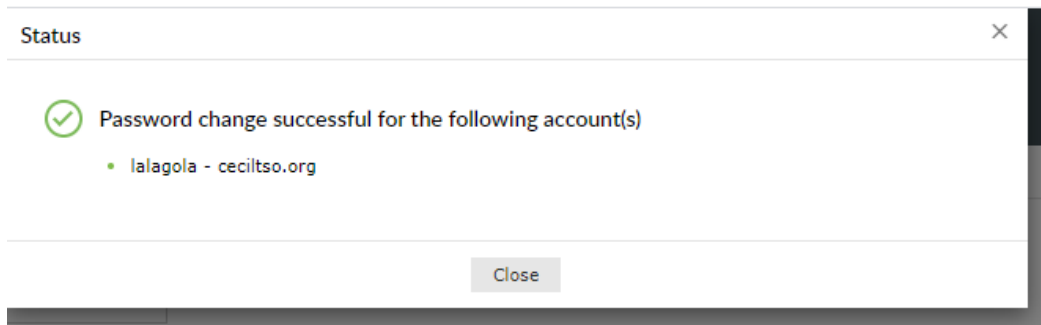 Status
Password change successful for the following account(s)
lalagola - ceciltso.org
Close